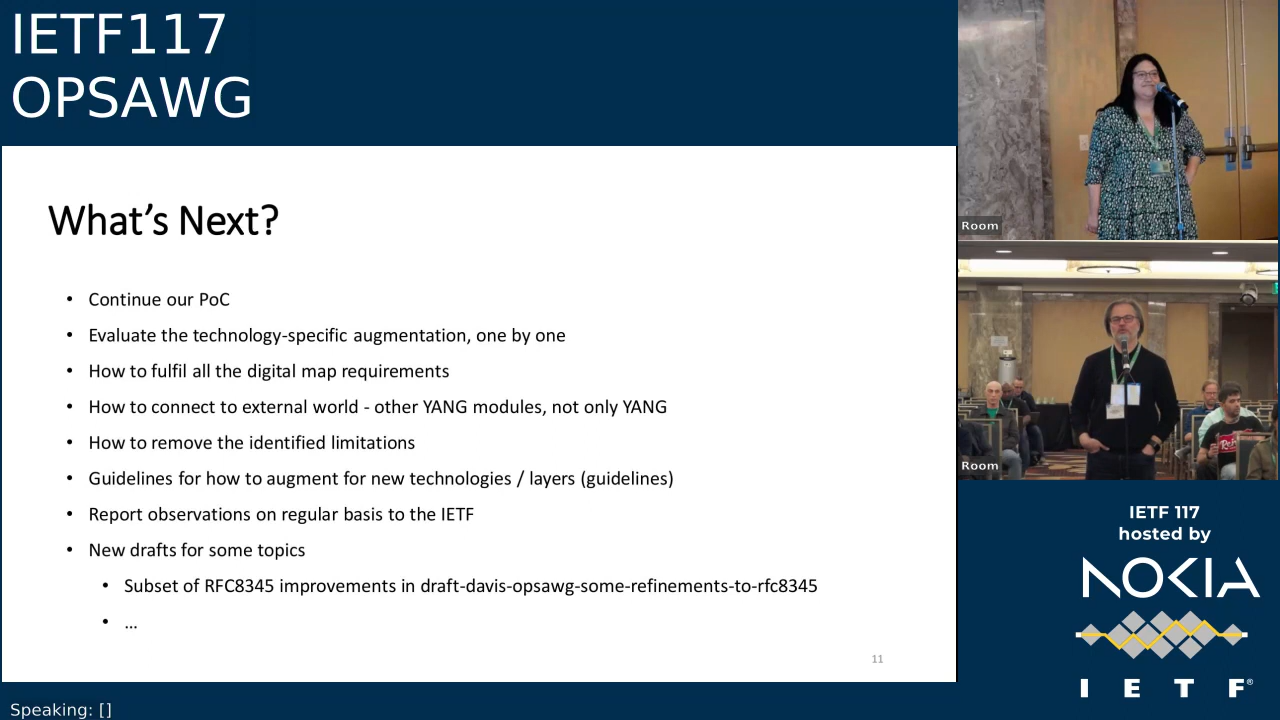 IETF117
OPSAWG
What's Next?
• Continue our PoC
• Evaluate the technology-specific augmentation, one by one
• How to fulfil all the digital map requirements
• How to connect to external world - other YANG modules, not only YANG
• How to remove the identified limitations
• Guidelines for how to augment for new technologies / layers (guidelines)
• Report observations on regular basis to the IETF
• New drafts for some topics
• Subset of RFC8345 improvements in draft-davis-opsawg-some-refinements-to-rfc8345
• ...
11
Room
Room
IETF 117
hosted by
NOKIA
I E T F®
Speaking: []